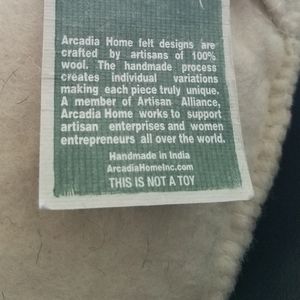 Arcadia Home felt designs are
crafted by artisans of 100%
wool. The handmade process
creates individual variations
making each piece truly unique.
A member of Artisan Alliance,
Arcadia Home works to support
artisan enterprises and women
entrepreneurs all over the world.
Handmade in India
ArcadiaHomeInc.com
THIS IS NOT A TOY